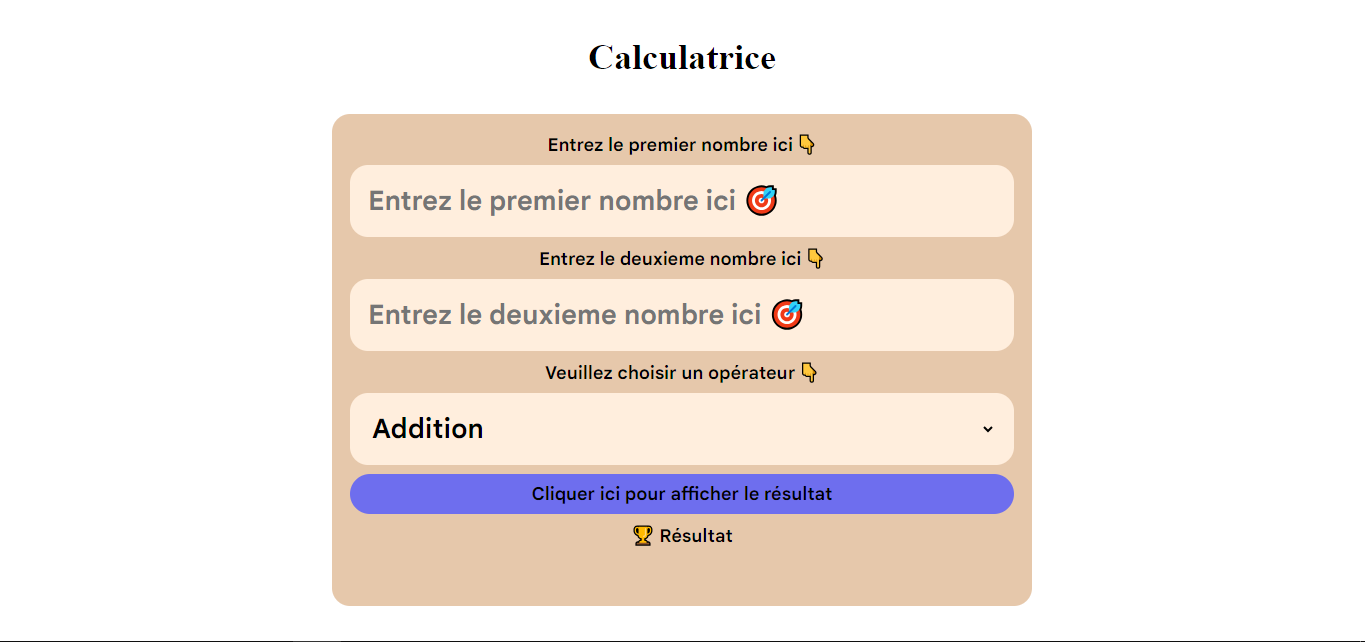 Calculatrice
Entrez le premier nombre ici 👇
Entrez le premier nombre ici 🎯
Entrez le deuxieme nombre ici 👇
Entrez le deuxieme nombre ici 🎯
Veuillez choisir un opérateur 👇
Addition
Cliquer ici pour afficher le résultat
🏆 Résultat